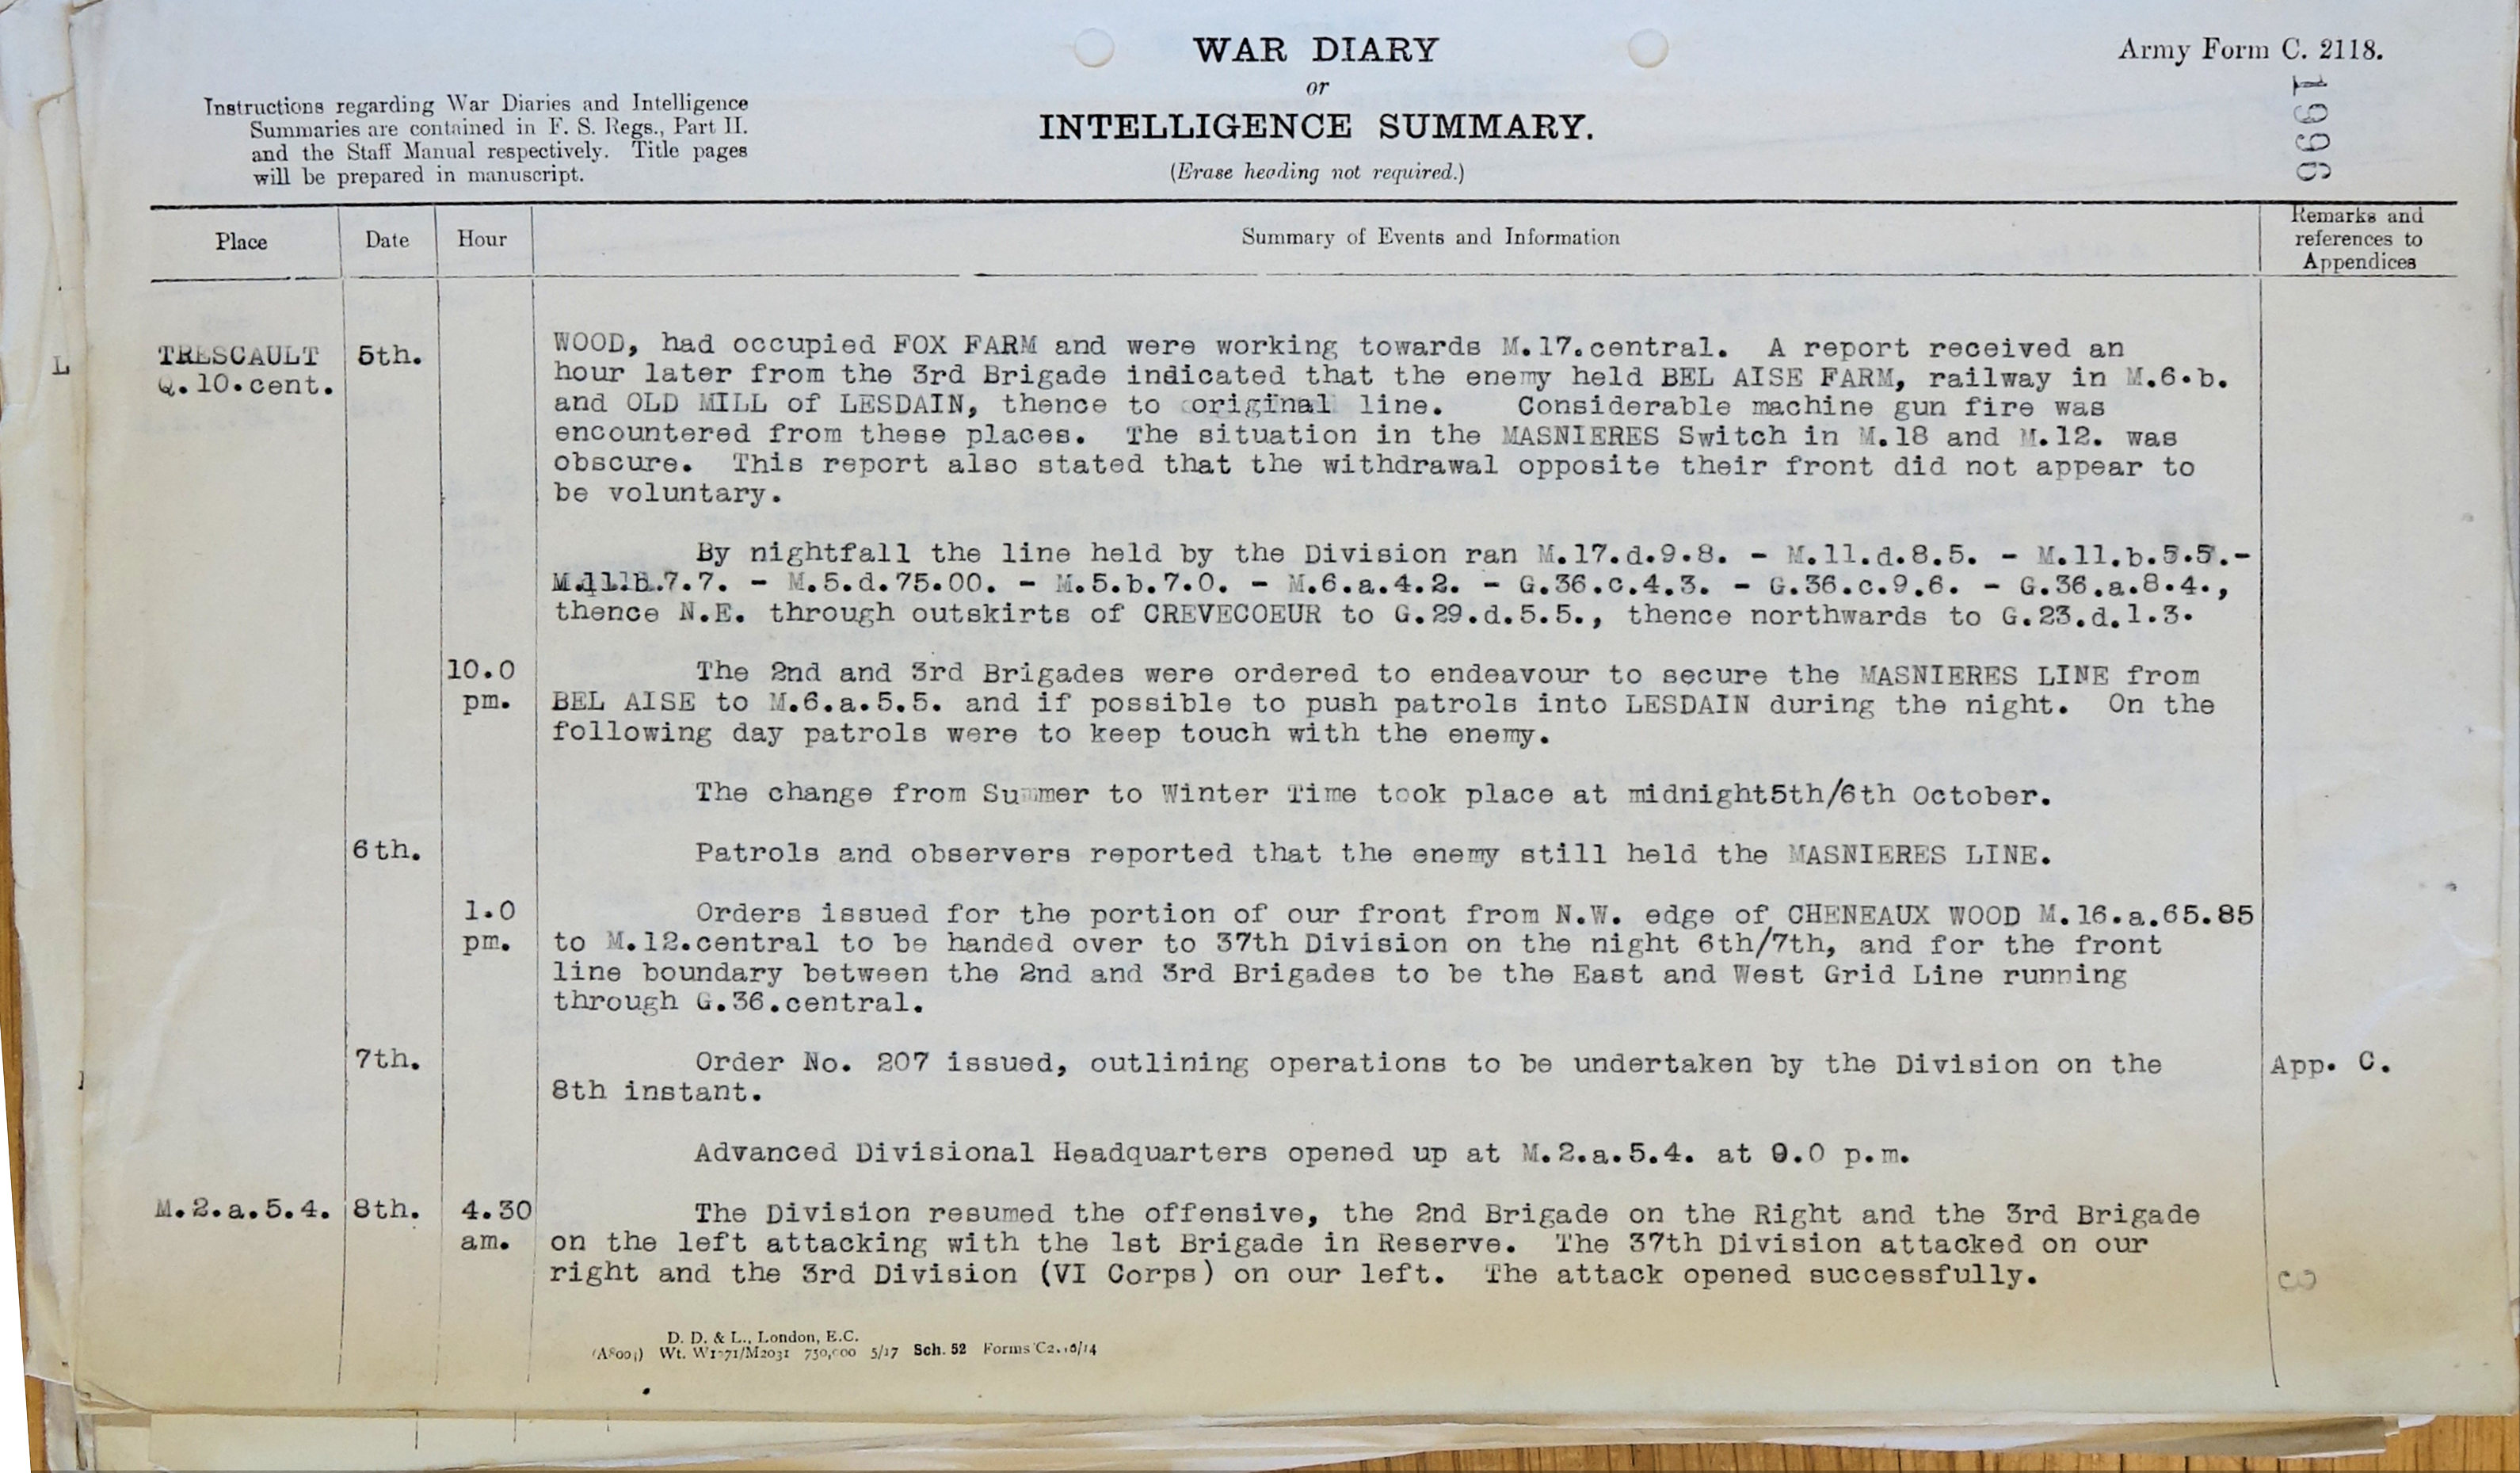 WAR DIARY
or
INTELLIGENCE SUMMARY.
(Erase heading not required.)
Army Form C. 2118.
1996
Instructions regarding War Diaries and Intelligence
Summaries are contained in F. S. Regs., Part II.
and the Staff Manual respectively. Title pages
will be prepared in manuscript.
Place Date Hour Summary of Events and Information Remarks and
references to
Appendices
L
TRESCAULT 5th. WOOD, had occupied FOX FARM and were working towards M.17.central. A report received an
Q.10.cent. hour later from the 3rd Brigade indicated that the enemy held BEL AISE FARM, railway in M.6.b.
and OLD MILL of LESDAIN, thence to original line. Considerable machine gun fire was
encountered from these places. The situation in the MASNIERES Switch in M.18 and M.12. was
obscure. This report also stated that the withdrawal opposite their front did not appear to
be voluntary.
By nightfall the line held by the Division ran M.17.d.9.8. - M.11.d.8.5. - M.11.b.5.5.-
M.11.b.7.7. - M.5.d.75.00. - M.5.b.7.0. - M.6.a.4.2. - G.36.c.4.3. - G.36.c.9.6. - G.36.a.8.4.,
thence N.E. through outskirts of CREVECOEUR to G.29.d.5.5., thence northwards to G.23.d.1.3.
10.0 The 2nd and 3rd Brigades were ordered to endeavour to secure the MASNIERES LINE from
pm. BEL AISE to M.6.a.5.5. and if possible to push patrols into LESDAIN during the night. On the
following day patrols were to keep touch with the enemy.
The change from Summer to Winter Time took place at midnight5th/6th October.
6th. Patrols and observers reported that the enemy still held the MASNIERES LINE.
1.0 Orders issued for the portion of our front from N.W. edge of CHENEAUX WOOD M.16.a.65.85
pm. to M.12.central to be handed over to 37th Division on the night 6th/7th, and for the front
line boundary between the 2nd and 3rd Brigades to be the East and West Grid Line running
through G.36.central.
7th. Order No. 207 issued, outlining operations to be undertaken by the Division on the App. C.
8th instant.
Advanced Divisional Headquarters opened up at M.2.a.5.4. at 9.0 p.m.
M.2.a.5.4. 8th. 4.30 The Division resumed the offensive, the 2nd Brigade on the Right and the 3rd Brigade
am. on the left attacking with the 1st Brigade in Reserve. The 37th Division attacked on our
right and the 3rd Division (VI Corps) on our left. The attack opened successfully.
3
D. D. & L., London, E.C.
Wt. W1771/M2031 750,000 5/17 Sch. 52